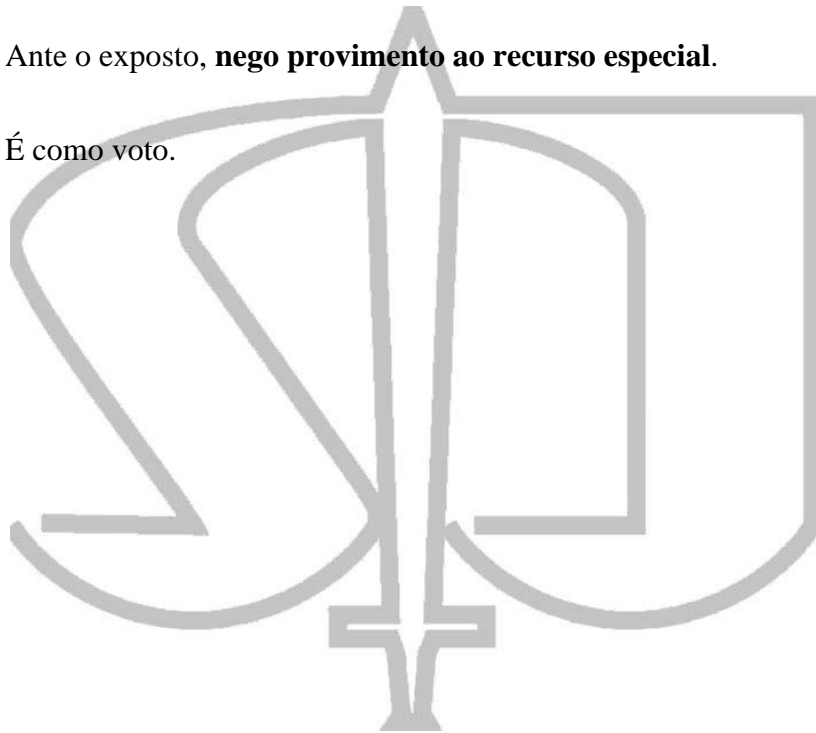 Ante o exposto, nego provimento ao recurso especial.
É como voto.